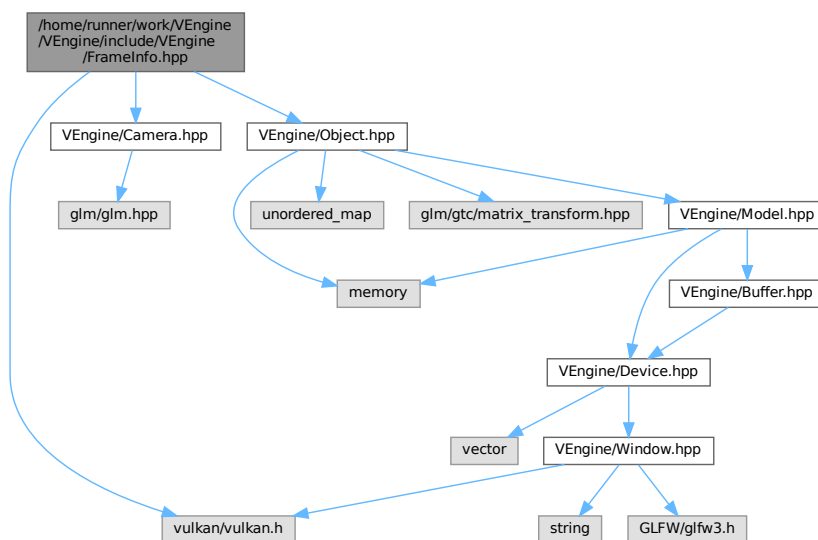 /home/runner/work/VEngine
/VEngine/include/VEngine
/FrameInfo.hpp
VEngine/Camera.hpp
VEngine/Object.hpp
glm/glm.hpp
unordered_map
glm/gtc/matrix_transform.hpp
VEngine/Model.hpp
memory
VEngine/Buffer.hpp
VEngine/Device.hpp
vector
VEngine/Window.hpp
vulkan/vulkan.h
string
GLFW/glfw3.h